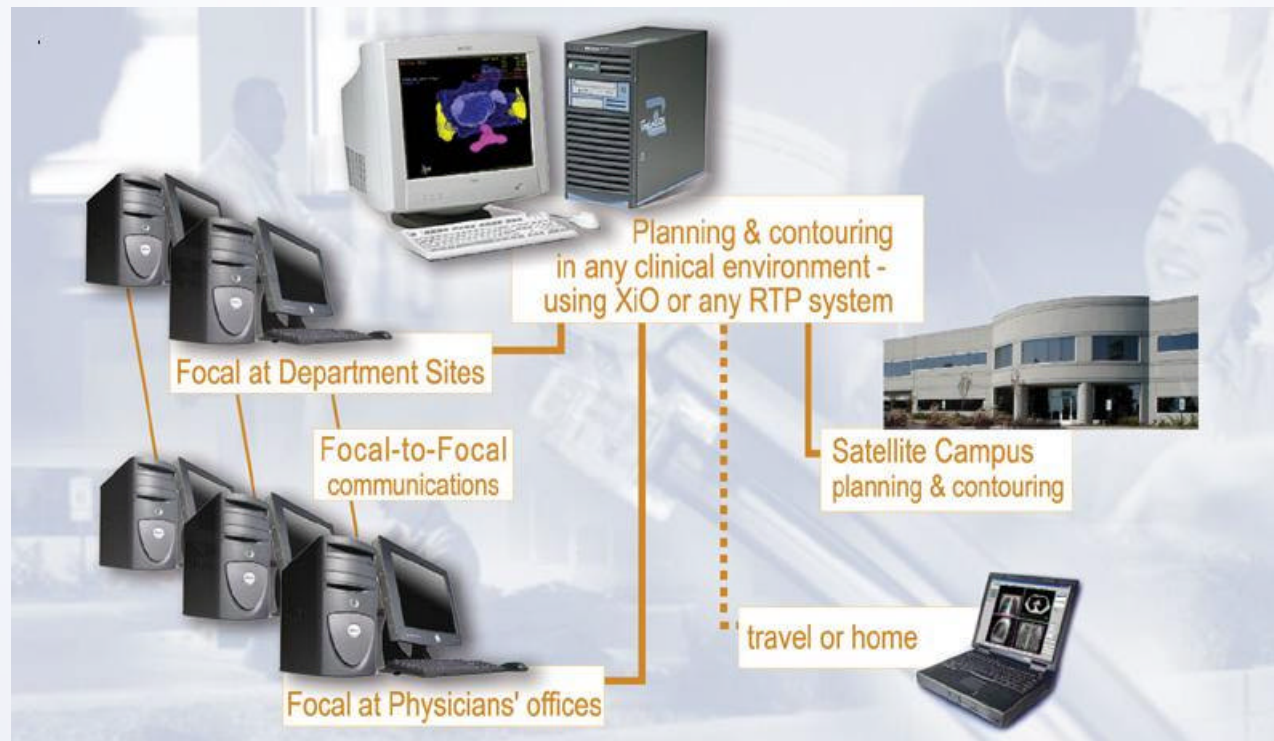 Planning & contouring
in any clinical environment -
using XiO or any RTP system
Focal at Department Sites
Focal-to-Focal
communications
Satellite Campus
planning & contouring
travel or home
Focal at Physicians' offices